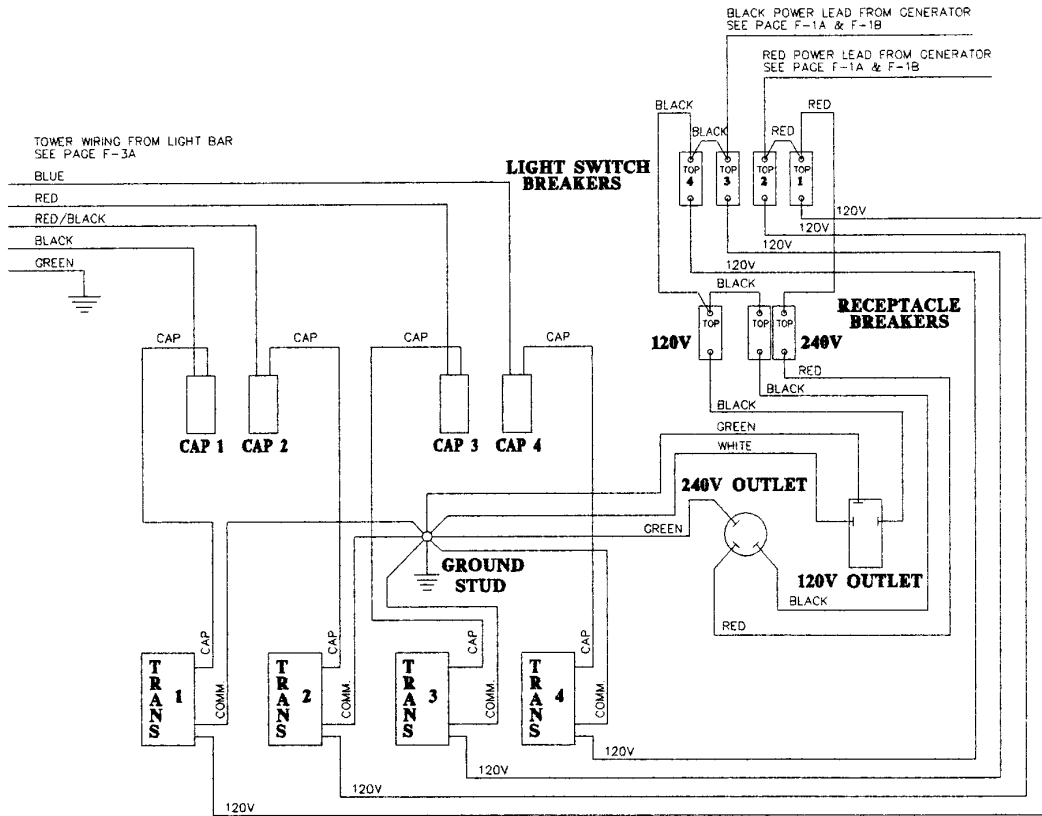 BLACK POWER LEAD FROM GENERATOR
SEE PAGE F-1A & F-1B
RED POWER LEAD FROM GENERATOR
SEE PAGE F-1A & F-1B
BLACK
RED
BLACK
RED
TOWER WIRING FROM LIGHT BAR
SEE PAGE F-3A
LIGHT SWITCH
BREAKERS
TOP
4
TOP
3
TOP
2
TOP
1
BLUE
RED
RED/BLACK
BLACK
GREEN
120V
120V
120V
120V
BLACK
RECEPTACLE
BREAKERS
120V
TOP
TOP
TOP
240V
CAP
CAP
CAP
CAP
RED
BLACK
BLACK
CAP 1
CAP 2
CAP 3
CAP 4
GREEN
WHITE
240V OUTLET
GREEN
GROUND
STUD
120V OUTLET
BLACK
RED
CAP
CAP
CAP
CAP
TRANS
1
COMM.
TRANS
2
COMM.
TRANS
3
COMM.
TRANS
4
COMM.
120V
120V
120V
120V